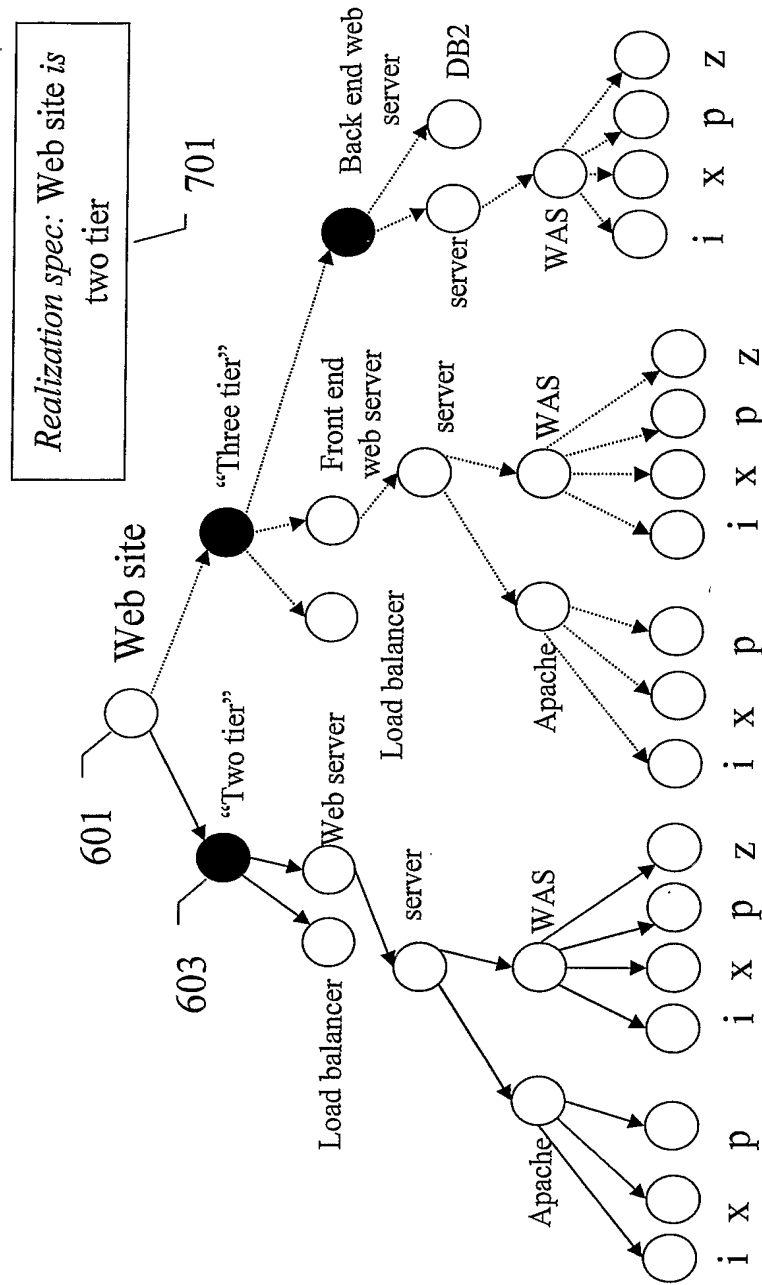 Realization spec: Web site is
two tier
701
601
Web site
603
“Two tier”
“Three tier”
Load balancer
Web server
Load balancer
Front end
web server
Back end web
server
server
server
server
DB2
Apache
WAS
Apache
WAS
WAS
i x p
i x p z
i x p
i x p z
i x p z